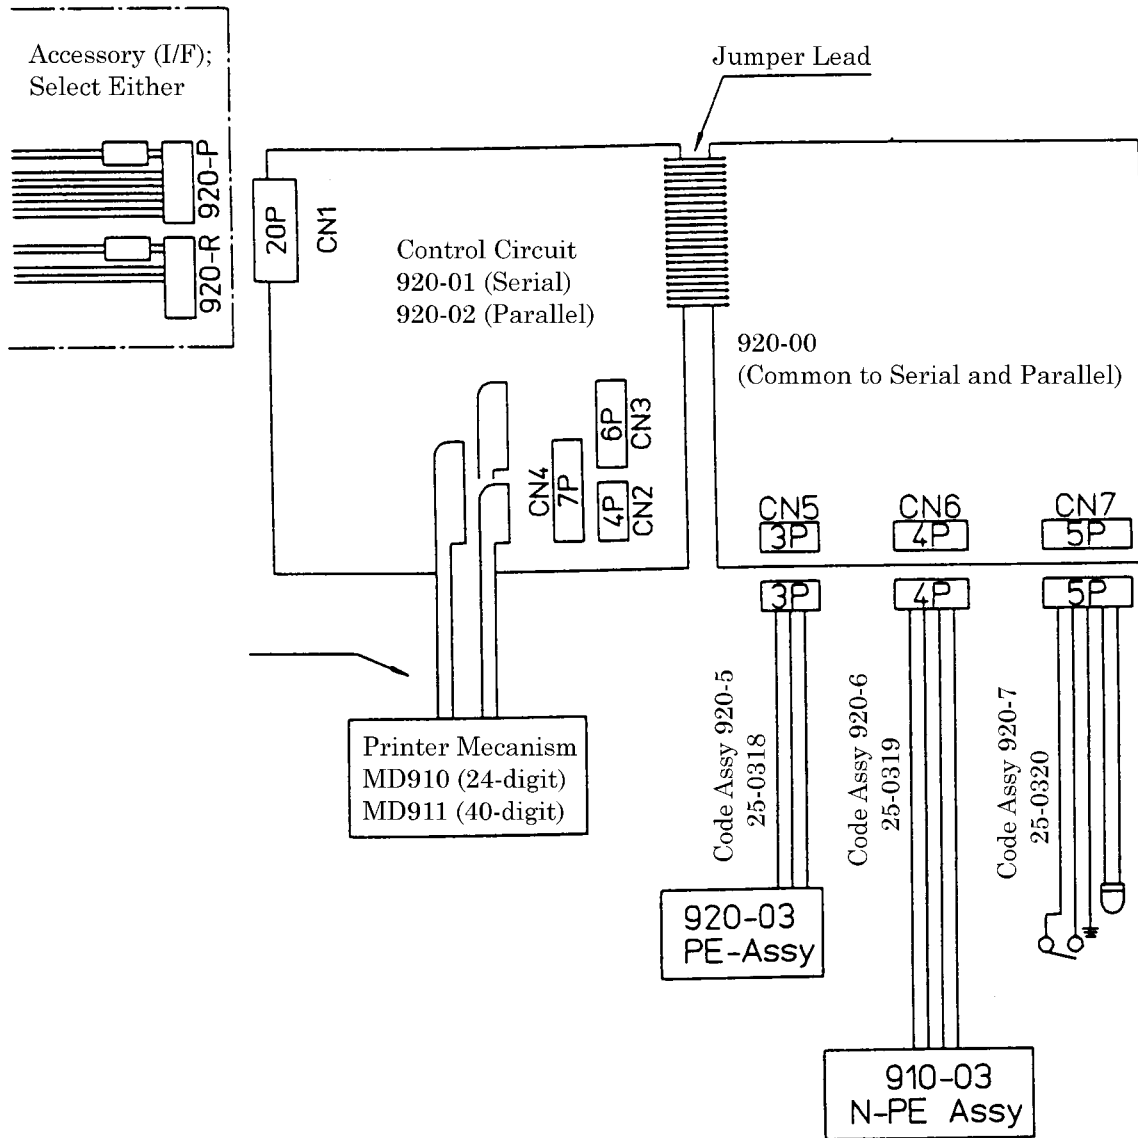 Accessory (I/F);
Select Either
920-P
920-R
Jumper Lead
20P
CN1
Control Circuit
920-01 (Serial)
920-02 (Parallel)
920-00
(Common to Serial and Parallel)
6P
CN3
CN4
7P
4P
CN2
CN5
3P
CN6
4P
CN7
5P
3P
4P
5P
Printer Mecanism
MD910 (24-digit)
MD911 (40-digit)
Code Assy 920-5
25-0318
Code Assy 920-6
25-0319
Code Assy 920-7
25-0320
920-03
PE-Assy
910-03
N-PE Assy